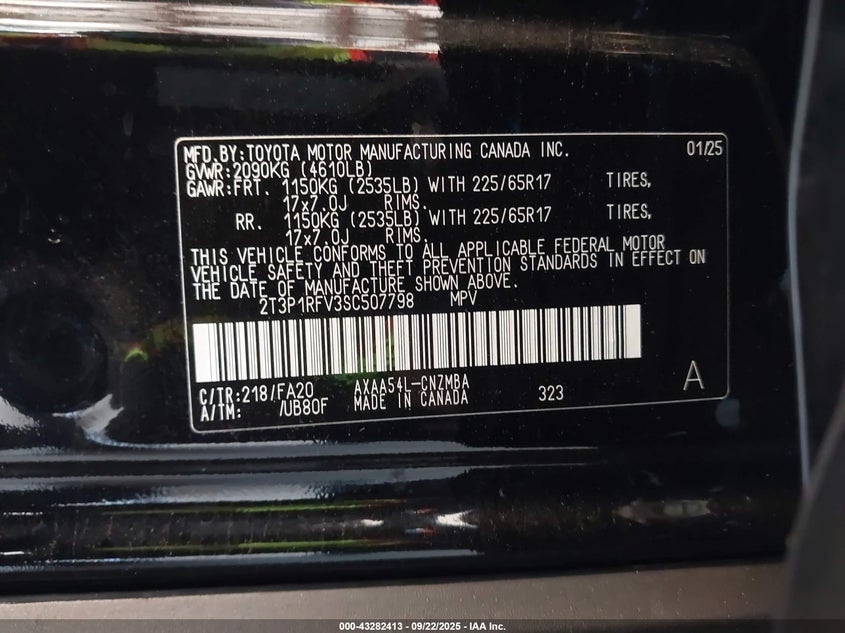 MFD.BY:TOYOTA MOTOR MANUFACTURING CANADA INC. 01/25
GVWR:2090KG (4610LB)
GAWR:FRT. 1150KG (2535LB) WITH 225/65R17 TIRES,
17x7.0J RIMS.
RR. 1150KG (2535LB) WITH 225/65R17 TIRES,
17x7.0J RIMS.
THIS VEHICLE CONFORMS TO ALL APPLICABLE FEDERAL MOTOR
VEHICLE SAFETY AND THEFT PREVENTION STANDARDS IN EFFECT ON
THE DATE OF MANUFACTURE SHOWN ABOVE.
2T3P1RFV3SC507798 MPV
C/TR:218/FA20 AXAA54L-CNZMBA
A/TM: /UB80F MADE IN CANADA 323 A
000-43282413 - 09/22/2025 - IAA Inc.